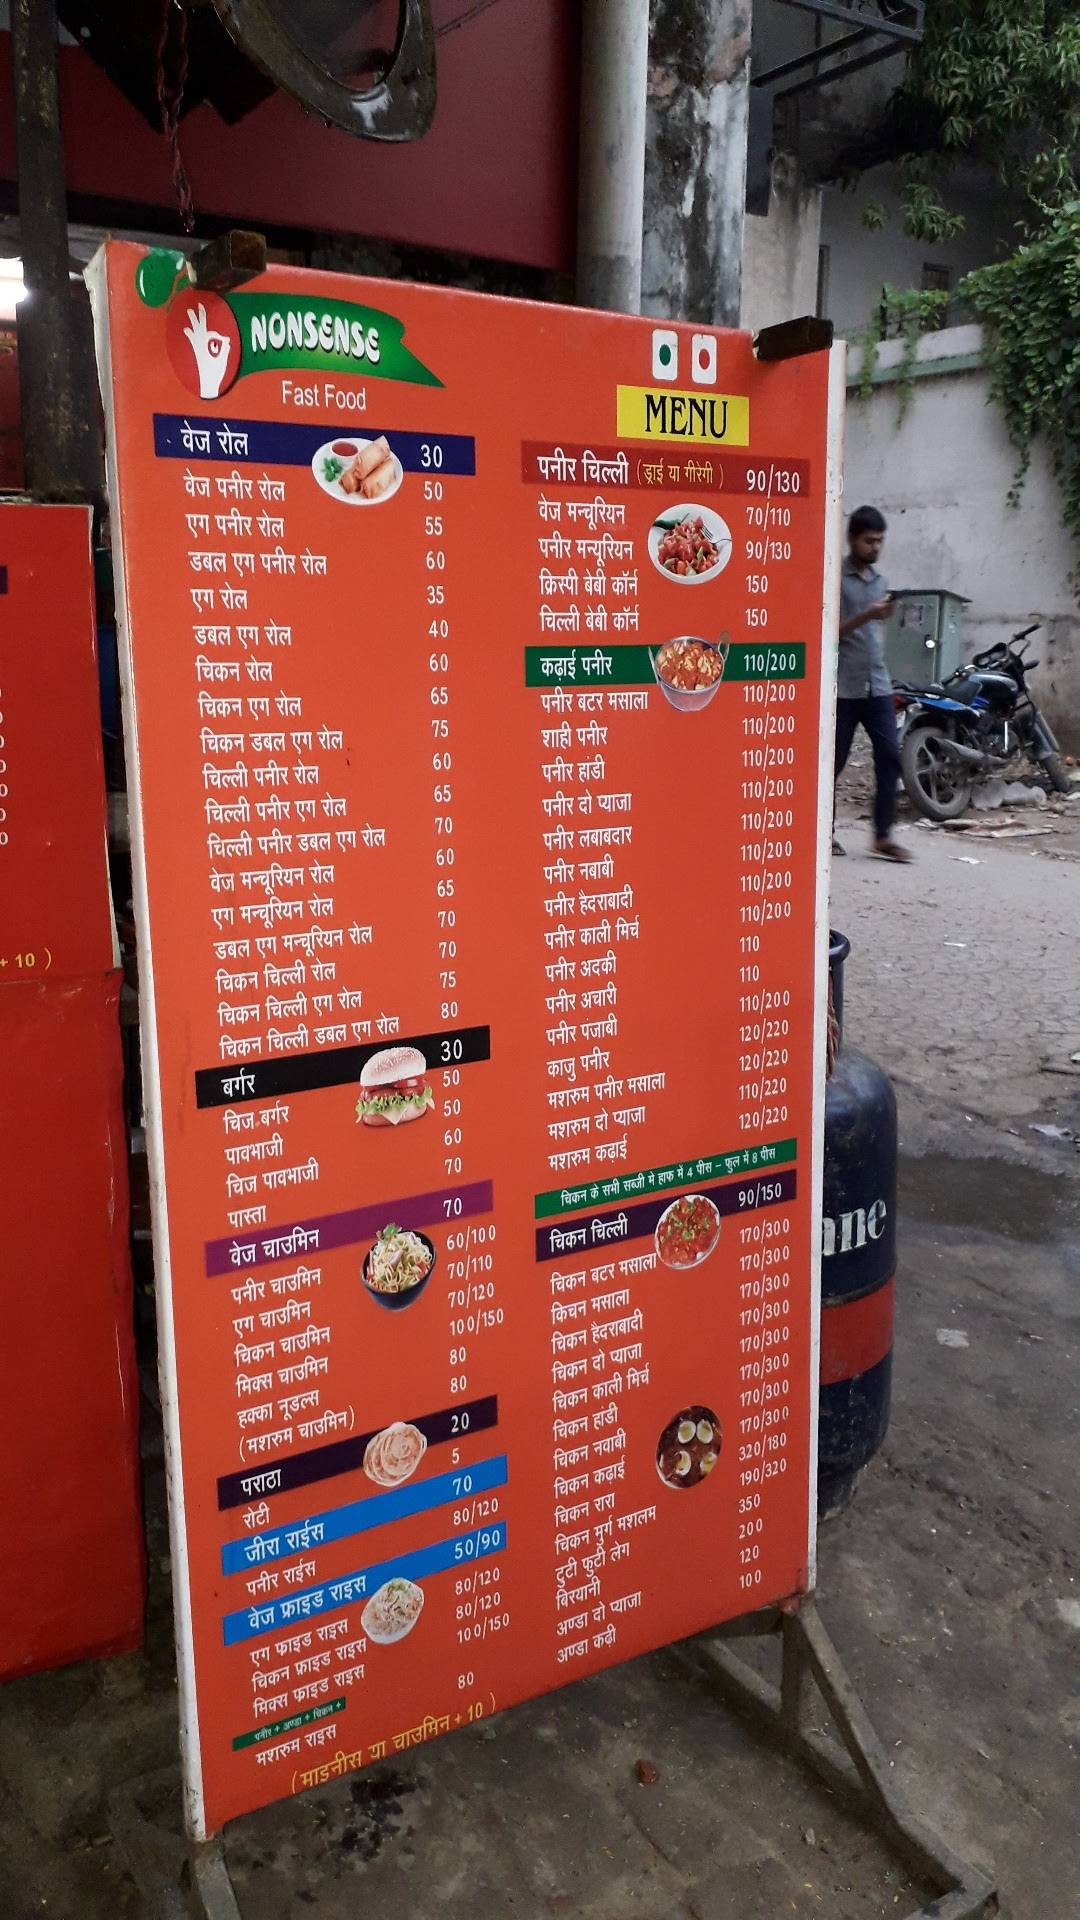 NONSENSE
Fast Food
वेज रोल 30
वेज पनीर रोल 50
एग पनीर रोल 55
डबल एग पनीर रोल 60
एग रोल 35
डबल एग रोल 40
चिकन रोल 60
चिकन एग रोल 65
चिकन डबल एग रोल 75
चिल्ली पनीर रोल 60
चिल्ली पनीर एग रोल 65
चिल्ली पनीर डबल एग रोल 70
वेज मन्चूरियन रोल 60
एग मन्चूरियन रोल 65
डबल एग मन्चूरियन रोल 70
चिकन चिल्ली रोल 70
चिकन चिल्ली एग रोल 75
चिकन चिल्ली डबल एग रोल 80
बर्गर 30
चिज बर्गर 50
पावभाजी 50
चिज पावभाजी 60
पास्ता 70
वेज चाउमिन 70
पनीर चाउमिन 60/100
एग चाउमिन 70/110
चिकन चाउमिन 70/120
मिक्स चाउमिन 100/150
हक्का नूडल्स 80
(मशरुम चाउमिन) 80
पराठा 20
रोटी 5
जीरा राईस 70
पनीर राईस 80/120
वेज फ्राइड राइस 50/90
एग फाइड राइस 80/120
चिकन फ्राइड राइस 80/120
मिक्स फाइड राइस 100/150
पनीर + अण्डा + चिकन +
मशरुम राइस 80
(माइनीस या चाउमिन + 10 )
MENU
पनीर चिल्ली (ड्राई या गीरेगी ) 90/130
वेज मन्चूरियन 70/110
पनीर मन्चूरियन 90/130
क्रिस्पी बेबी कॉर्न 150
चिल्ली बेबी कॉर्न 150
कढ़ाई पनीर 110/200
पनीर बटर मसाला 110/200
शाही पनीर 110/200
पनीर हांडी 110/200
पनीर दो प्याजा 110/200
पनीर लबाबदार 110/200
पनीर नबाबी 110/200
पनीर हैदराबादी 110/200
पनीर काली मिर्च 110/200
पनीर अदकी 110
पनीर अचारी 110
पनीर पंजाबी 110/200
काजु पनीर 120/220
मशरुम पनीर मसाला 120/220
मशरुम दो प्याजा 110/220
मशरुम कढ़ाई 120/220
चिकन के सभी सब्जी मे हाफ में 4 पीस – फुल में 8 पीस
चिकन चिल्ली 90/150
चिकन बटर मसाला 170/300
किचन मसाला 170/300
चिकन हैदराबादी 170/300
चिकन दो प्याजा 170/300
चिकन काली मिर्च 170/300
चिकन हांडी 170/300
चिकन नवाबी 170/300
चिकन कढ़ाई 170/300
चिकन रारा 320/180
चिकन मुर्ग मशलम 190/320
टुटी फुटी लेग 350
बिरयानी 200
अण्डा दो प्याजा 120
अण्डा कढ़ी 100
+ 10 )
ane